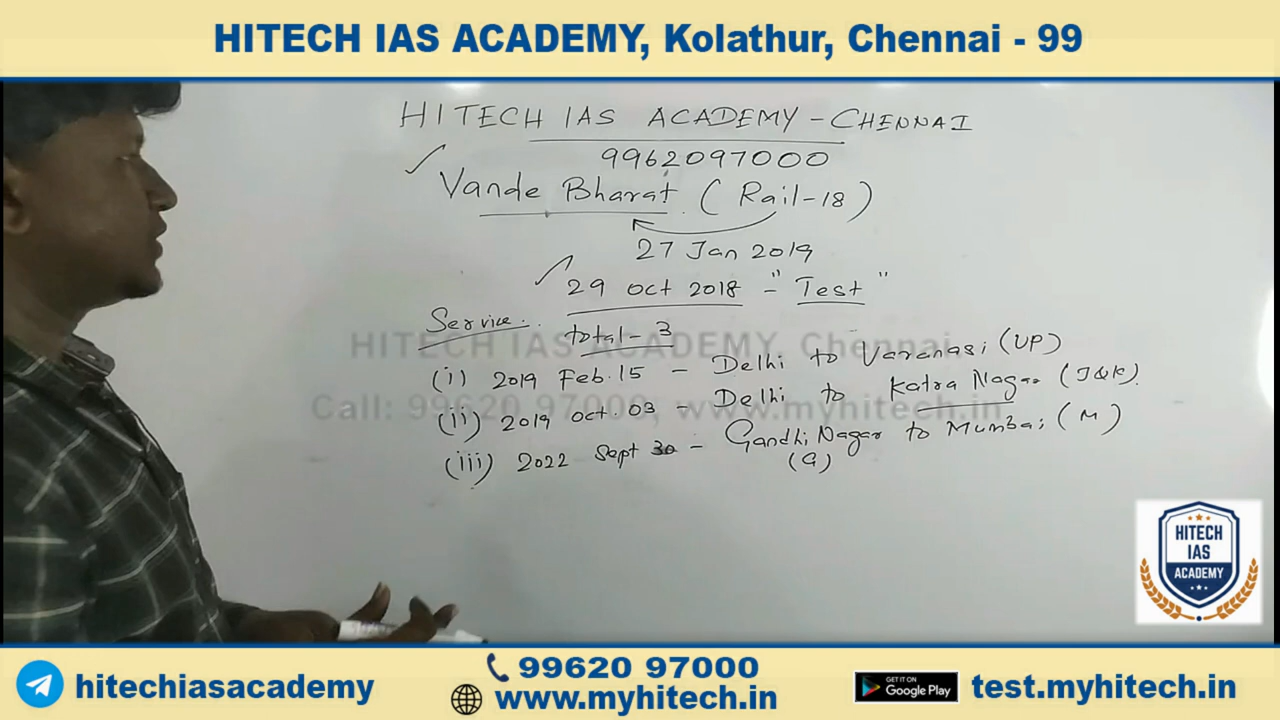 HITECH IAS ACADEMY, Kolathur, Chennai - 99
HITECH IAS ACADEMY - CHENNAI
9962097000
Vande Bharat (Rail-18)
27 Jan 2019
29 oct 2018 - "Test"
Service.
total - 3
HITECH IAS ACADEMY, Chennai
(i) 2019 Feb.15 - Delhi to Varanasi (UP)
(ii) 2019 oct.03 - Delhi to Katra Nagar (J&K).
Call: 99620 97000, www.myhitech.in
(iii) 2022 Sept 30 - Gandhi Nagar to Mumbai (M)
(G)
HITECH
IAS
ACADEMY
hitechiasacademy
99620 97000
www.myhitech.in
GET IT ON
Google Play
test.myhitech.in